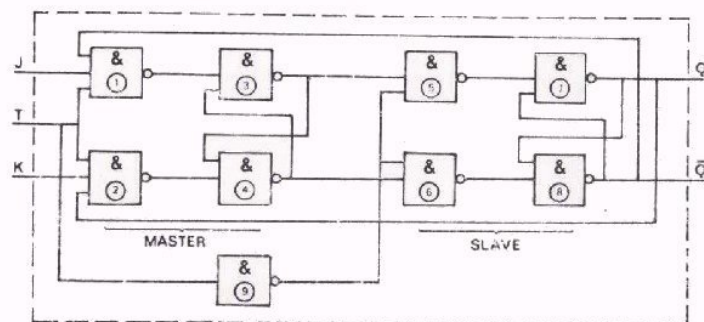 & & & &
J ① ③ ⑤ ⑦ Q
T
K & & & & Q̅
② ④ ⑥ ⑧
MASTER SLAVE
&
⑨